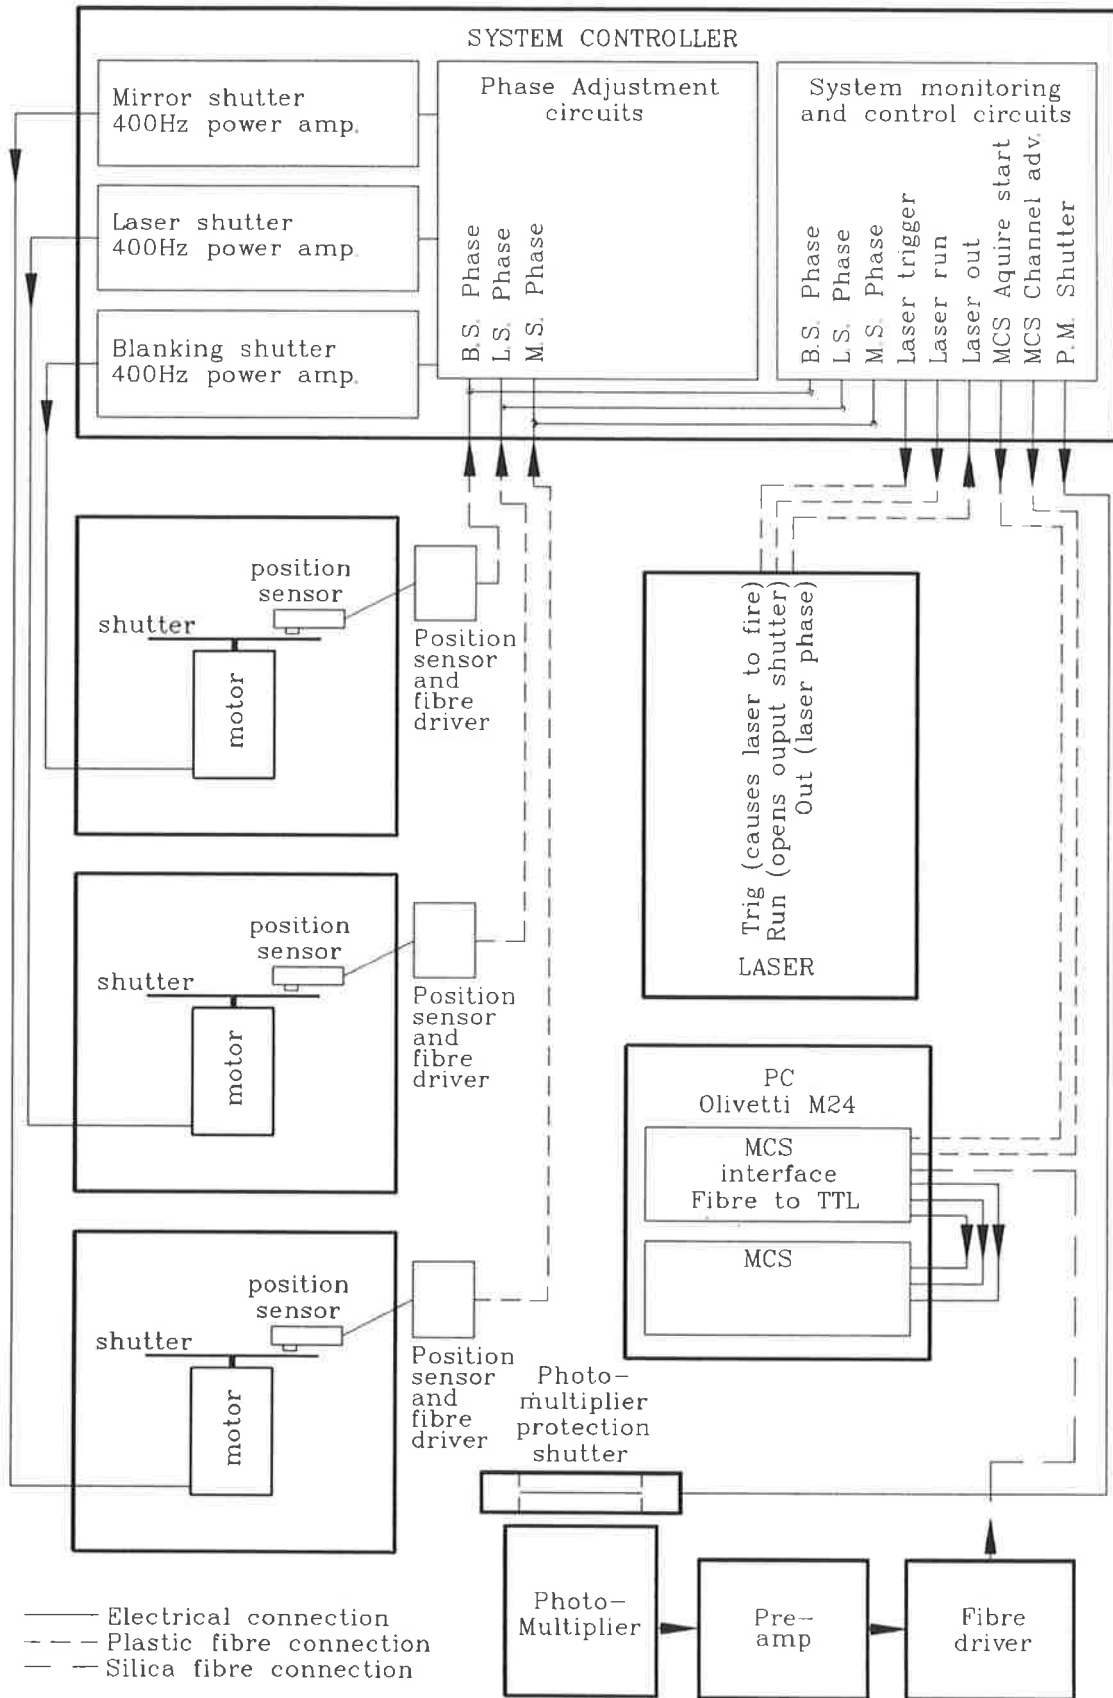 SYSTEM CONTROLLER
Mirror shutter
400Hz power amp.
Laser shutter
400Hz power amp.
Blanking shutter
400Hz power amp.
Phase Adjustment
circuits
B.S. Phase
L.S. Phase
M.S. Phase
System monitoring
and control circuits
B.S. Phase
L.S. Phase
M.S. Phase
Laser trigger
Laser run
Laser out
MCS Aquire start
MCS Channel adv.
P.M. Shutter
position
sensor
shutter
motor
Position
sensor
and
fibre
driver
position
sensor
shutter
motor
Position
sensor
and
fibre
driver
position
sensor
shutter
motor
Position
sensor
and
fibre
driver
Trig (causes laser to fire)
Run (opens ouput shutter)
Out (laser phase)
LASER
PC
Olivetti M24
MCS
interface
Fibre to TTL
MCS
Photo-
multiplier
protection
shutter
Photo-
Multiplier
Pre-
amp
Fibre
driver
Electrical connection
Plastic fibre connection
Silica fibre connection